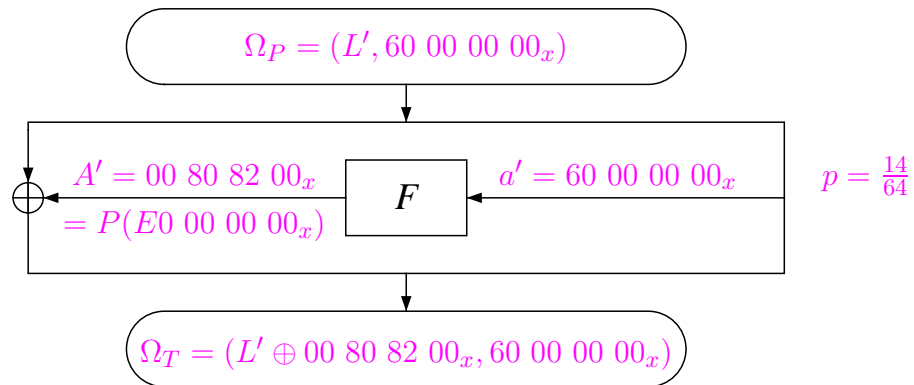 Ω_P = (L′, 60 00 00 00_x)
A′ = 00 80 82 00_x
= P(E0 00 00 00_x)
F
a′ = 60 00 00 00_x
p = 14/64
Ω_T = (L′ ⊕ 00 80 82 00_x, 60 00 00 00_x)